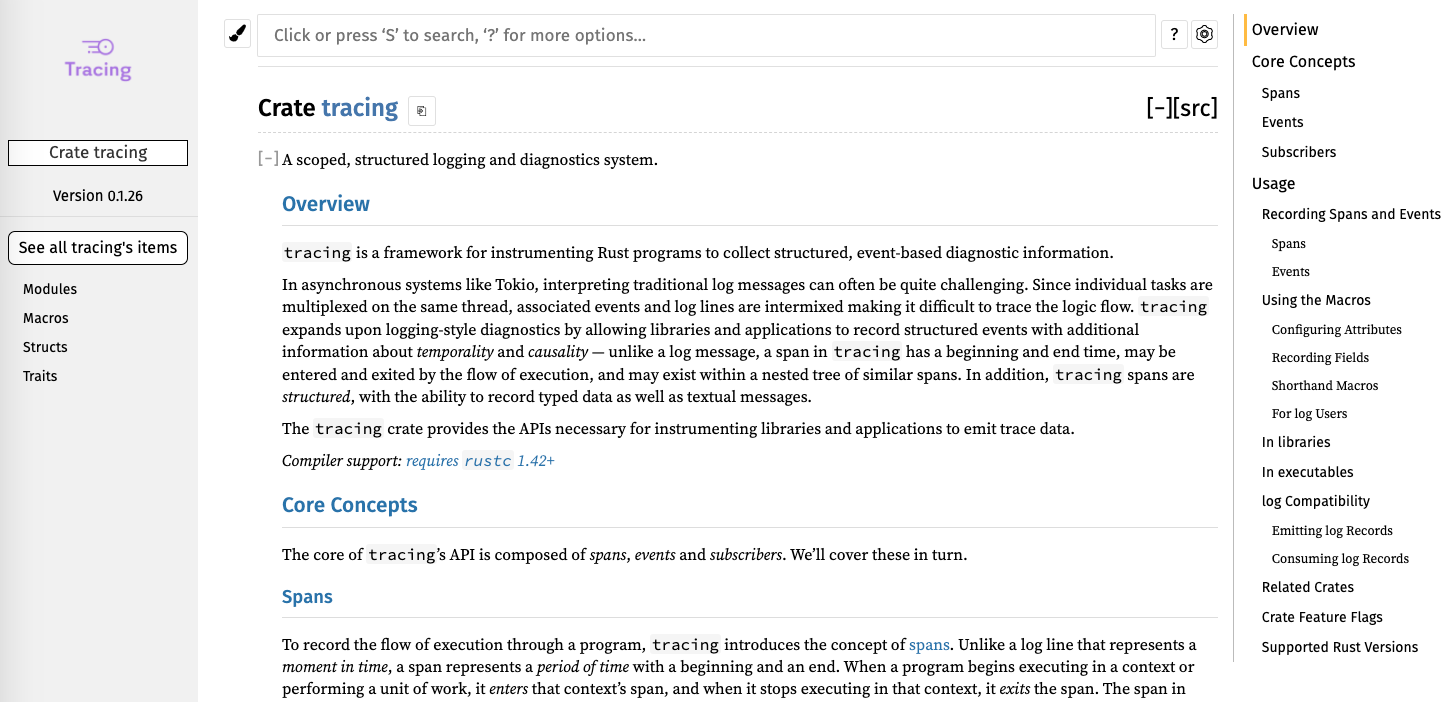 Tracing
Crate tracing
Version 0.1.26
See all tracing's items
Modules
Macros
Structs
Traits
Click or press ‘S’ to search, ‘?’ for more options…
?
Crate tracing
[−][src]
[−] A scoped, structured logging and diagnostics system.
Overview
tracing is a framework for instrumenting Rust programs to collect structured, event-based diagnostic information.
In asynchronous systems like Tokio, interpreting traditional log messages can often be quite challenging. Since individual tasks are
multiplexed on the same thread, associated events and log lines are intermixed making it difficult to trace the logic flow. tracing
expands upon logging-style diagnostics by allowing libraries and applications to record structured events with additional
information about temporality and causality — unlike a log message, a span in tracing has a beginning and end time, may be
entered and exited by the flow of execution, and may exist within a nested tree of similar spans. In addition, tracing spans are
structured, with the ability to record typed data as well as textual messages.
The tracing crate provides the APIs necessary for instrumenting libraries and applications to emit trace data.
Compiler support: requires rustc 1.42+
Core Concepts
The core of tracing’s API is composed of spans, events and subscribers. We’ll cover these in turn.
Spans
To record the flow of execution through a program, tracing introduces the concept of spans. Unlike a log line that represents a
moment in time, a span represents a period of time with a beginning and an end. When a program begins executing in a context or
performing a unit of work, it enters that context’s span, and when it stops executing in that context, it exits the span. The span in
Overview
Core Concepts
Spans
Events
Subscribers
Usage
Recording Spans and Events
Spans
Events
Using the Macros
Configuring Attributes
Recording Fields
Shorthand Macros
For log Users
In libraries
In executables
log Compatibility
Emitting log Records
Consuming log Records
Related Crates
Crate Feature Flags
Supported Rust Versions